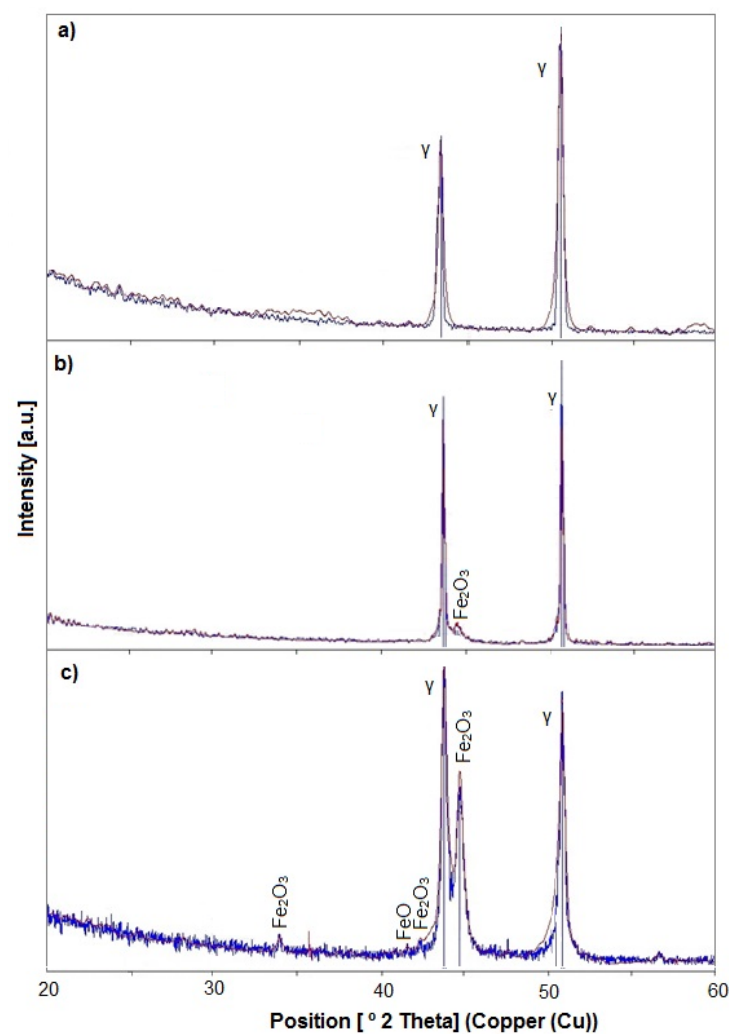 a)
γ
γ
b)
γ
γ
Fe₂O₃
c)
γ
γ
Fe₂O₃
Fe₂O₃
FeO
Fe₂O₃
Intensity [a.u.]
20
30
40
50
60
Position [ º 2 Theta] (Copper (Cu))